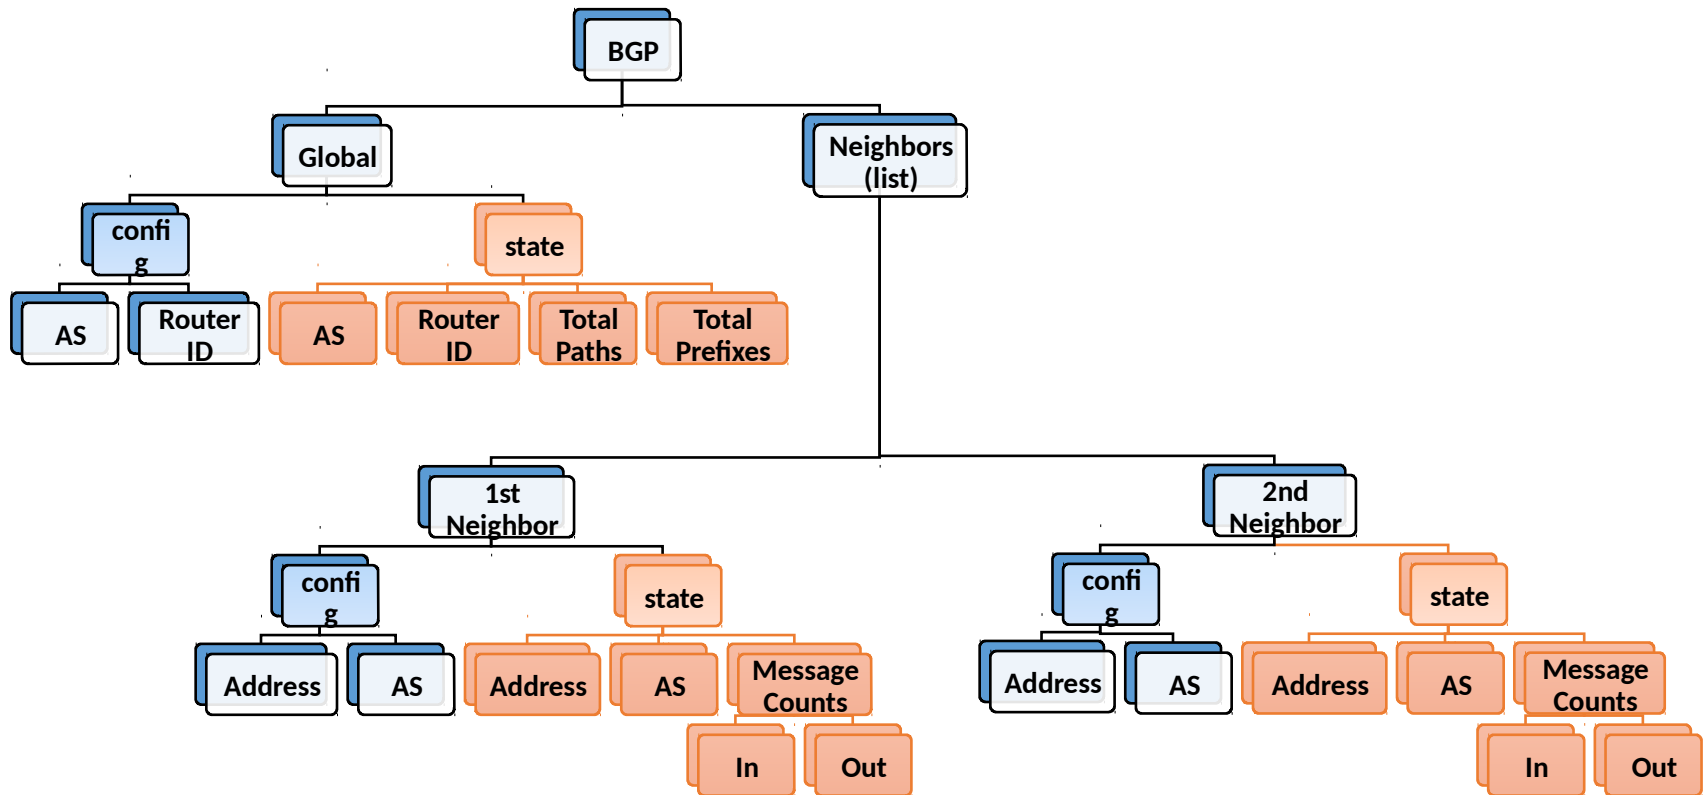 BGP
Global
Neighbors
(list)
confi
g
state
AS
Router
ID
AS
Router
ID
Total
Paths
Total
Prefixes
1st
Neighbor
2nd
Neighbor
confi
g
state
confi
g
state
Address
AS
Address
AS
Message
Counts
Address
AS
Address
AS
Message
Counts
In
Out
In
Out